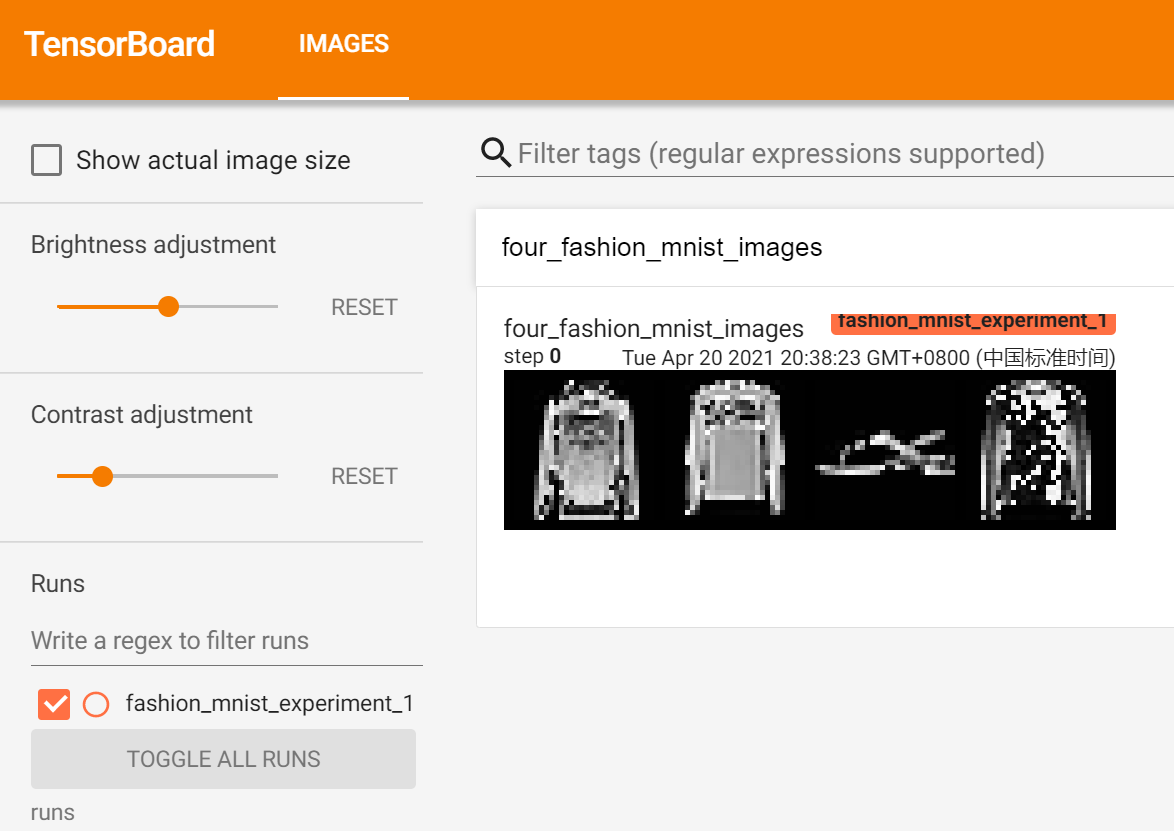 TensorBoard
IMAGES
Show actual image size
Filter tags (regular expressions supported)
Brightness adjustment
RESET
Contrast adjustment
RESET
Runs
Write a regex to filter runs
fashion_mnist_experiment_1
TOGGLE ALL RUNS
runs
four_fashion_mnist_images
four_fashion_mnist_images
fashion_mnist_experiment_1
step 0
Tue Apr 20 2021 20:38:23 GMT+0800 (中国标准时间)